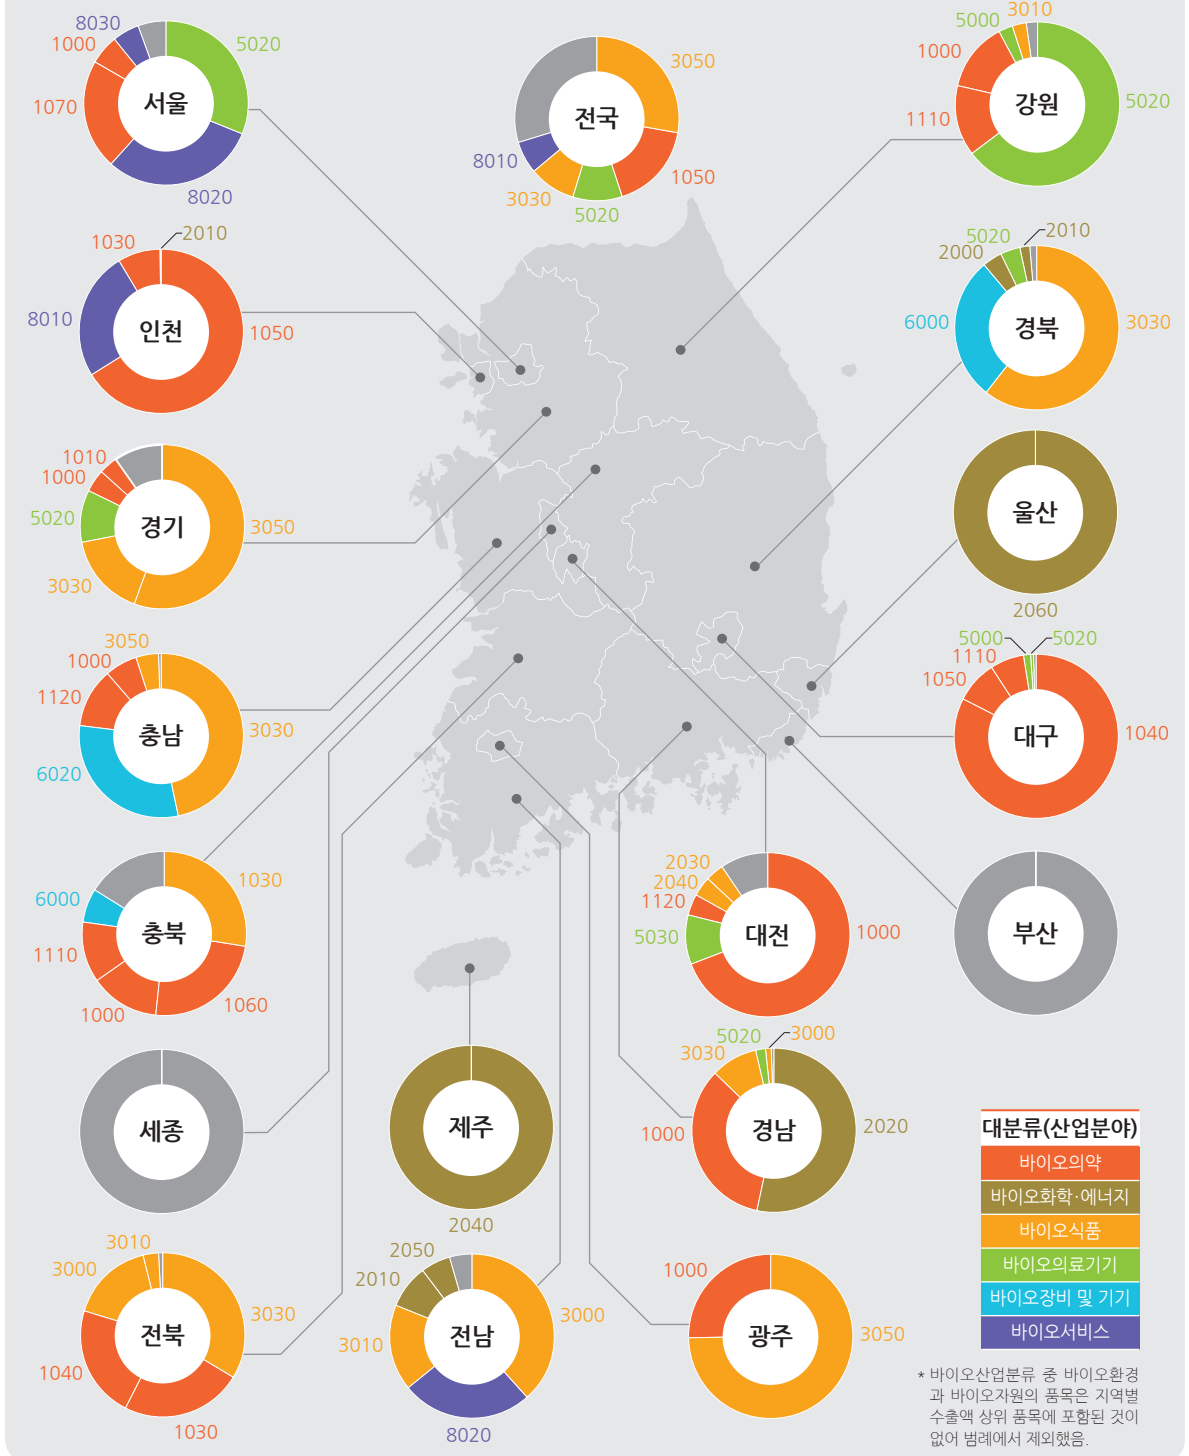 8030
1000
5020
1070
8020
서울
3050
1050
5020
3030
8010
전국
5000
3010
1000
1110
5020
강원
1030
2010
8010
1050
인천
5020
2010
2000
6000
3030
경북
1010
1000
5020
3050
3030
경기
울산
2060
3050
1000
1120
6020
3030
충남
5000
5020
1110
1050
1040
대구
1030
6000
1110
1000
1060
충북
2030
2040
1120
5030
1000
대전
부산
세종
제주
2040
5020
3000
3030
1000
2020
경남
3010
3000
3030
1040
1030
전북
2050
2010
3000
3010
8020
전남
1000
3050
광주
대분류(산업분야)
바이오의약
바이오화학·에너지
바이오식품
바이오의료기기
바이오장비 및 기기
바이오서비스
* 바이오산업분류 중 바이오환경
과 바이오자원의 품목은 지역별
수출액 상위 품목에 포함된 것이
없어 범례에서 제외했음.